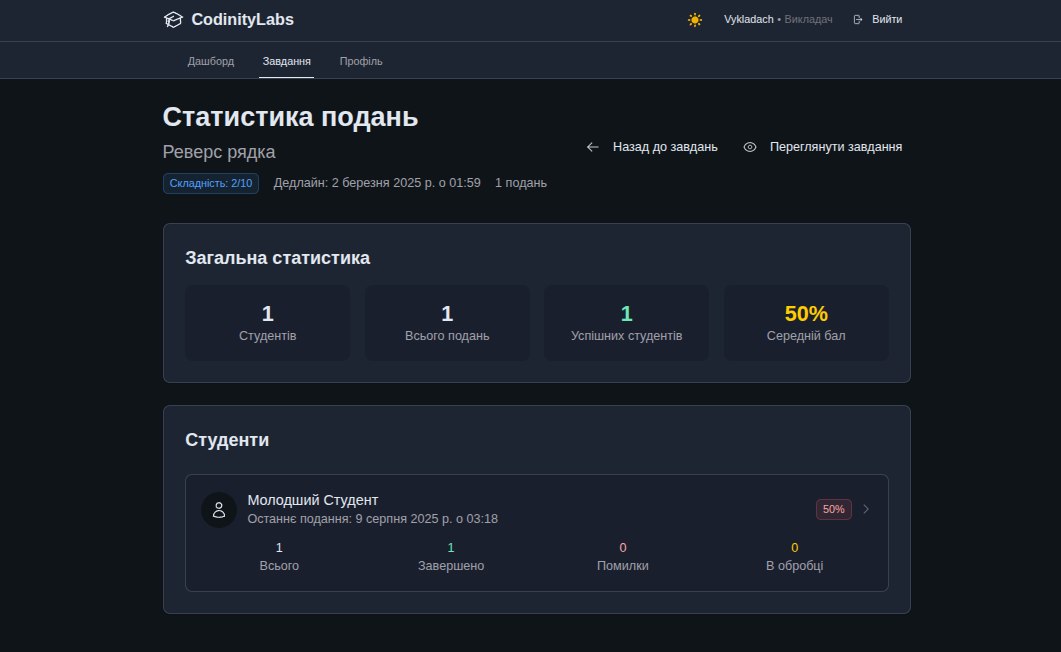 CodinityLabs
Vykladach • Викладач
Выйти
Дашборд
Завдання
Профіль
Статистика подань
Реверс рядка
Назад до завдань
Переглянути завдання
Складність: 2/10
Дедлайн: 2 березня 2025 р. о 01:59
1 подань
Загальна статистика
1
Студентів
1
Всього подань
1
Успішних студентів
50%
Середній бал
Студенти
Молодший Студент
Останнє подання: 9 серпня 2025 р. о 03:18
50%
1
Всього
1
Завершено
0
Помилки
0
В обробці